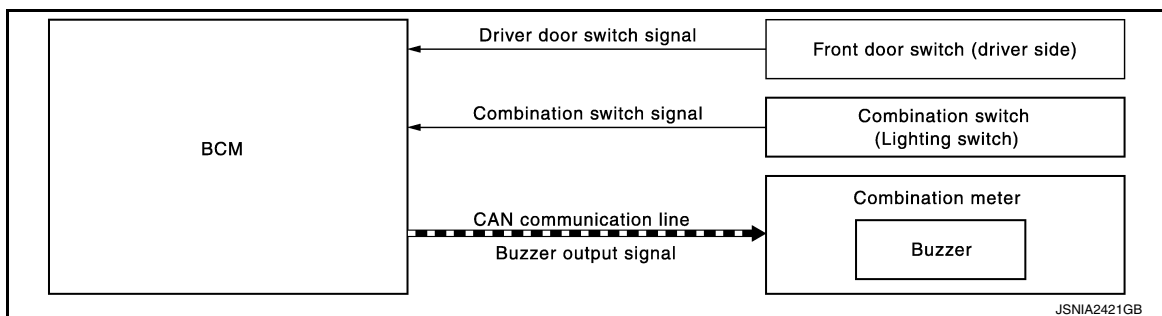 Driver door switch signal
Front door switch (driver side)
Combination switch signal
Combination switch
(Lighting switch)
BCM
Combination meter
CAN communication line
Buzzer output signal
Buzzer
JSNIA2421GB